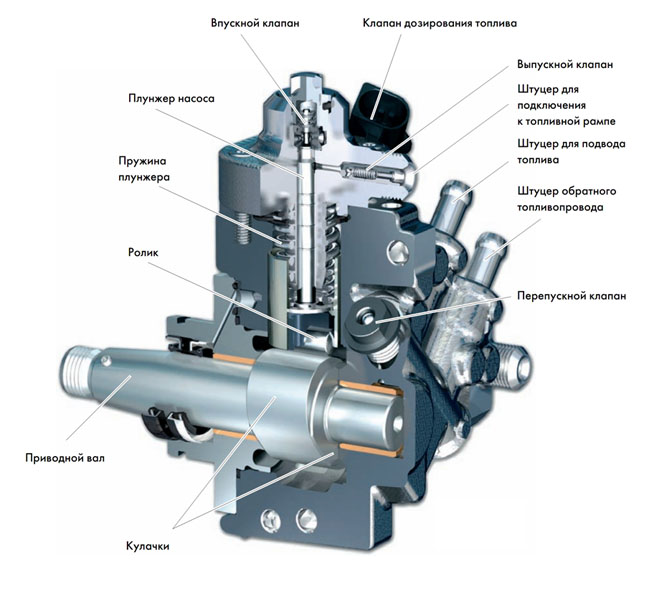 Впускной клапан
Клапан дозирования топлива
Выпускной клапан
Плунжер насоса
Штуцер для
подключения
к топливной рампе
Пружина
плунжера
Штуцер для подвода
топлива
Штуцер обратного
топливопровода
Ролик
Перепускной клапан
Приводной вал
Кулачки